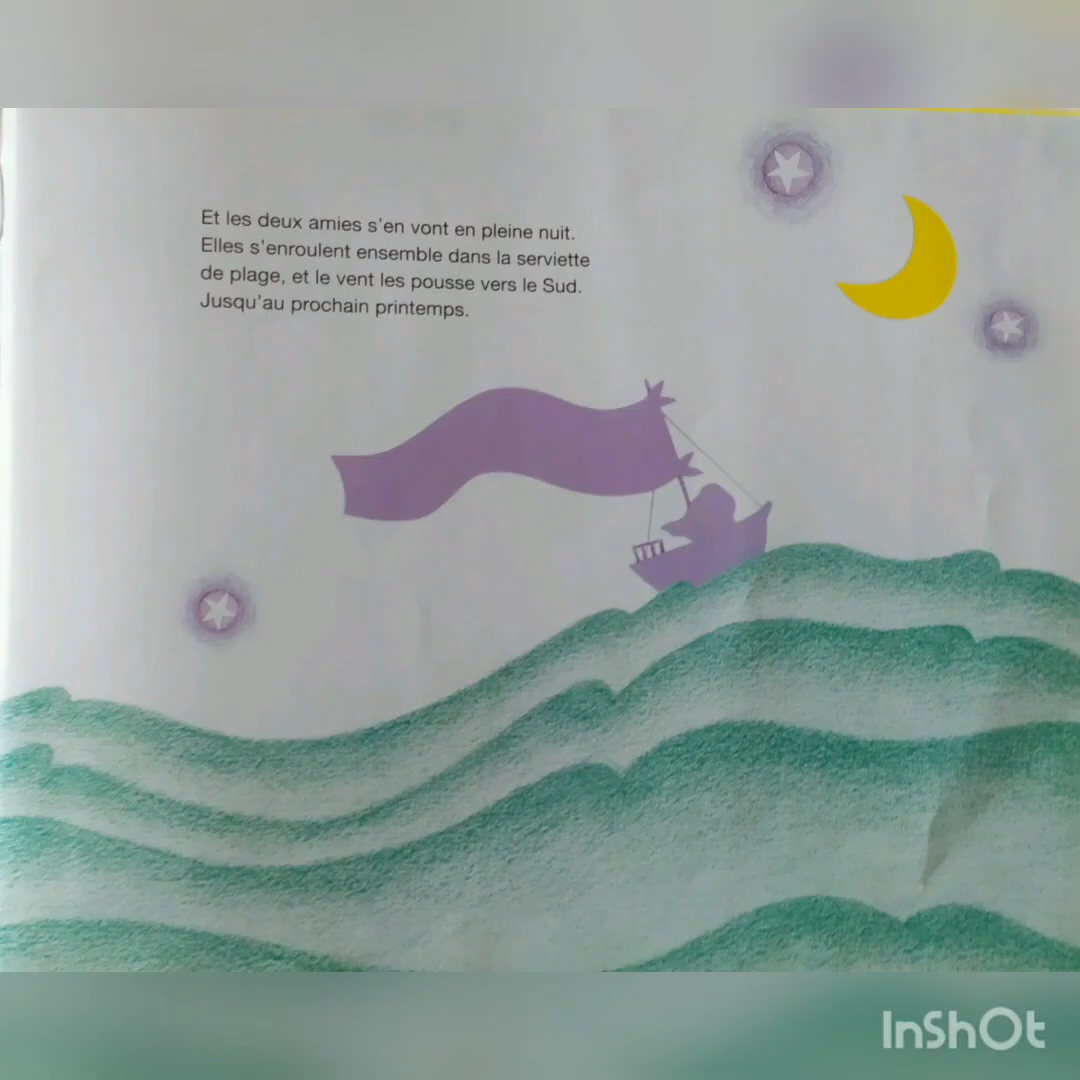 Et les deux amies s'en vont en pleine nuit.
Elles s'enroulent ensemble dans la serviette
de plage, et le vent les pousse vers le Sud.
Jusqu'au prochain printemps.
InShOt